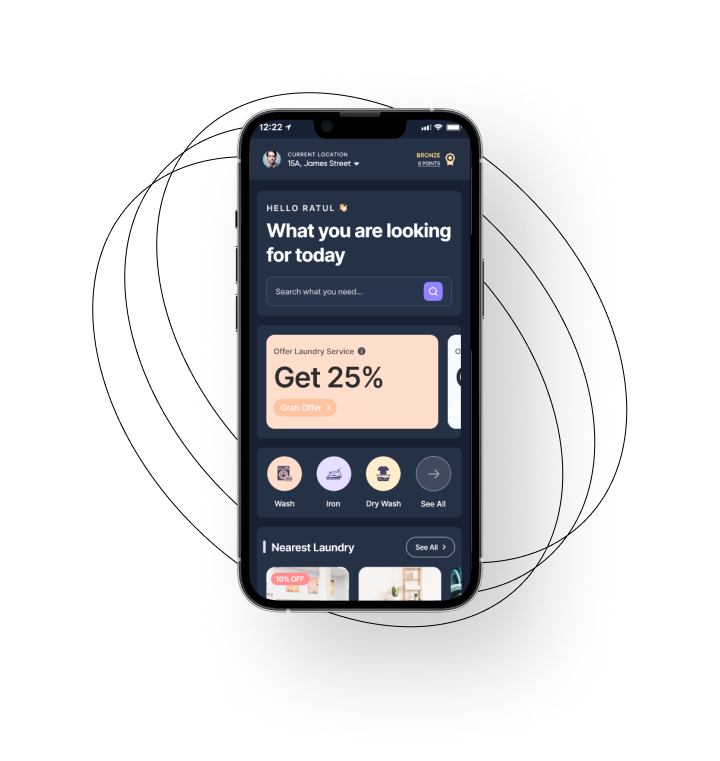 12:22
CURRENT LOCATION
15A, James Street
BRONZE
0 POINTS
HELLO RATUL 👋
What you are looking
for today
Search what you need...
Offer Laundry Service
Get 25%
Grab Offer
Wash
Iron
Dry Wash
See All
Nearest Laundry
See All
10% OFF